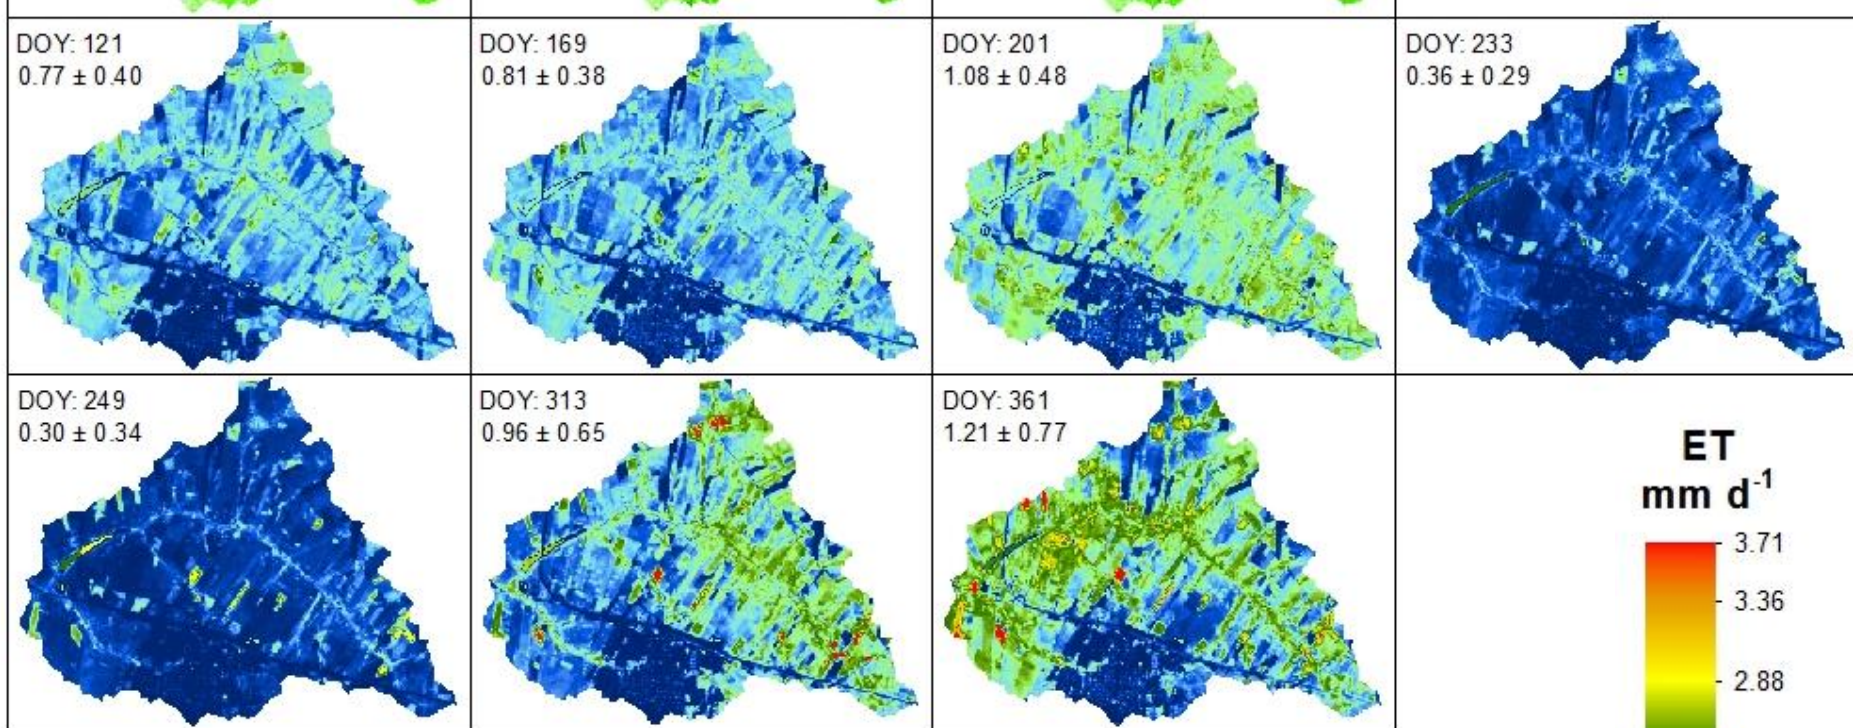 DOY: 121
0.77 ± 0.40
DOY: 169
0.81 ± 0.38
DOY: 201
1.08 ± 0.48
DOY: 233
0.36 ± 0.29
DOY: 249
0.30 ± 0.34
DOY: 313
0.96 ± 0.65
DOY: 361
1.21 ± 0.77
ET
mm d⁻¹
3.71
3.36
2.88